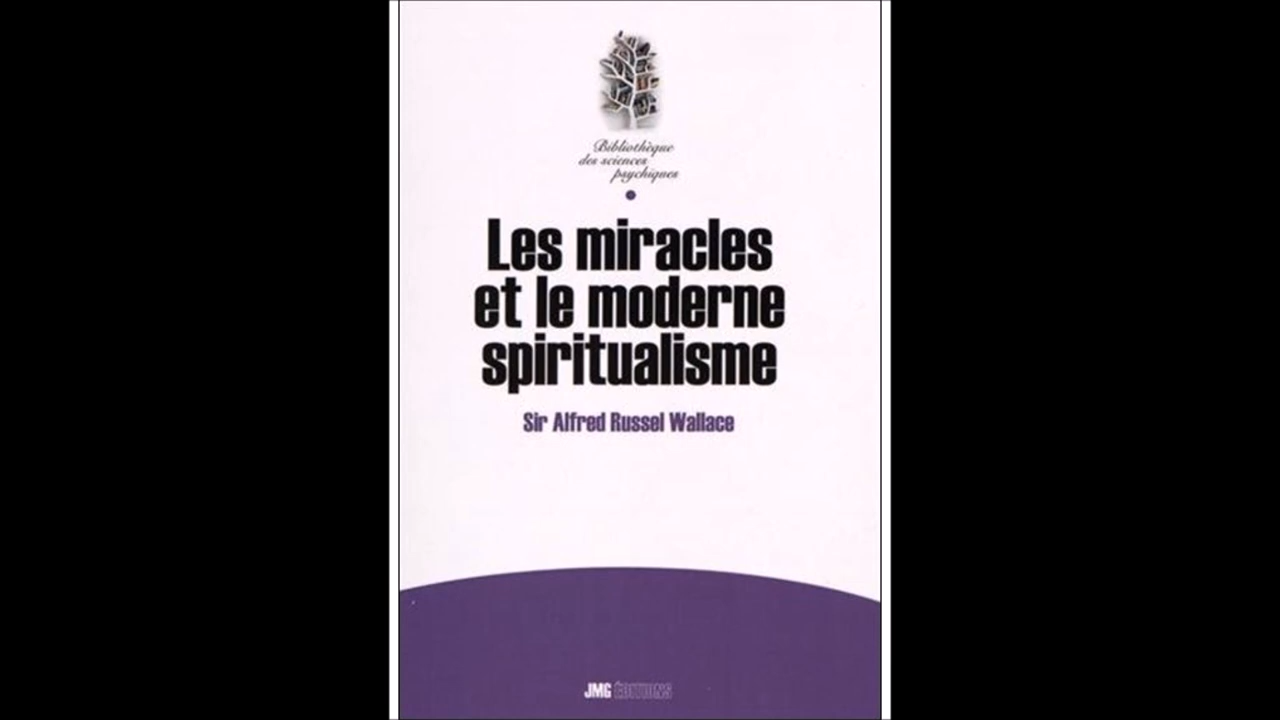 Bibliothèque
des sciences
psychiques
Les miracles
et le moderne
spiritualisme
Sir Alfred Russel Wallace
JMG ÉDITIONS